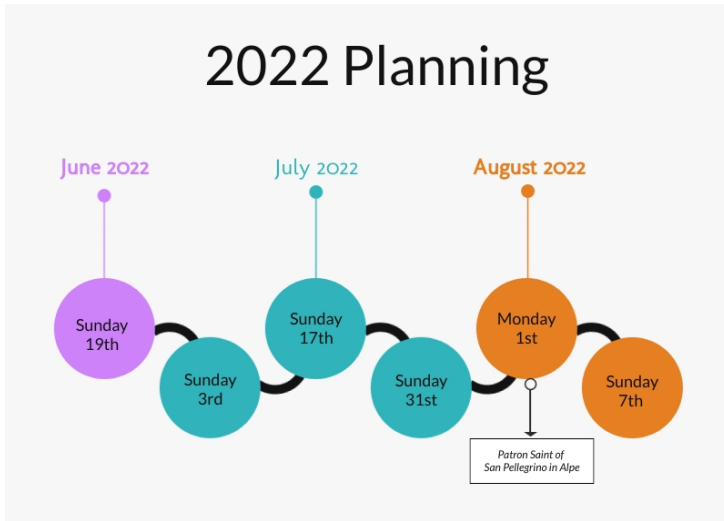 2022 Planning
June 2022
July 2022
August 2022
Sunday
19th
Sunday
3rd
Sunday
17th
Sunday
31st
Monday
1st
Sunday
7th
Patron Saint of
San Pellegrino in Alpe